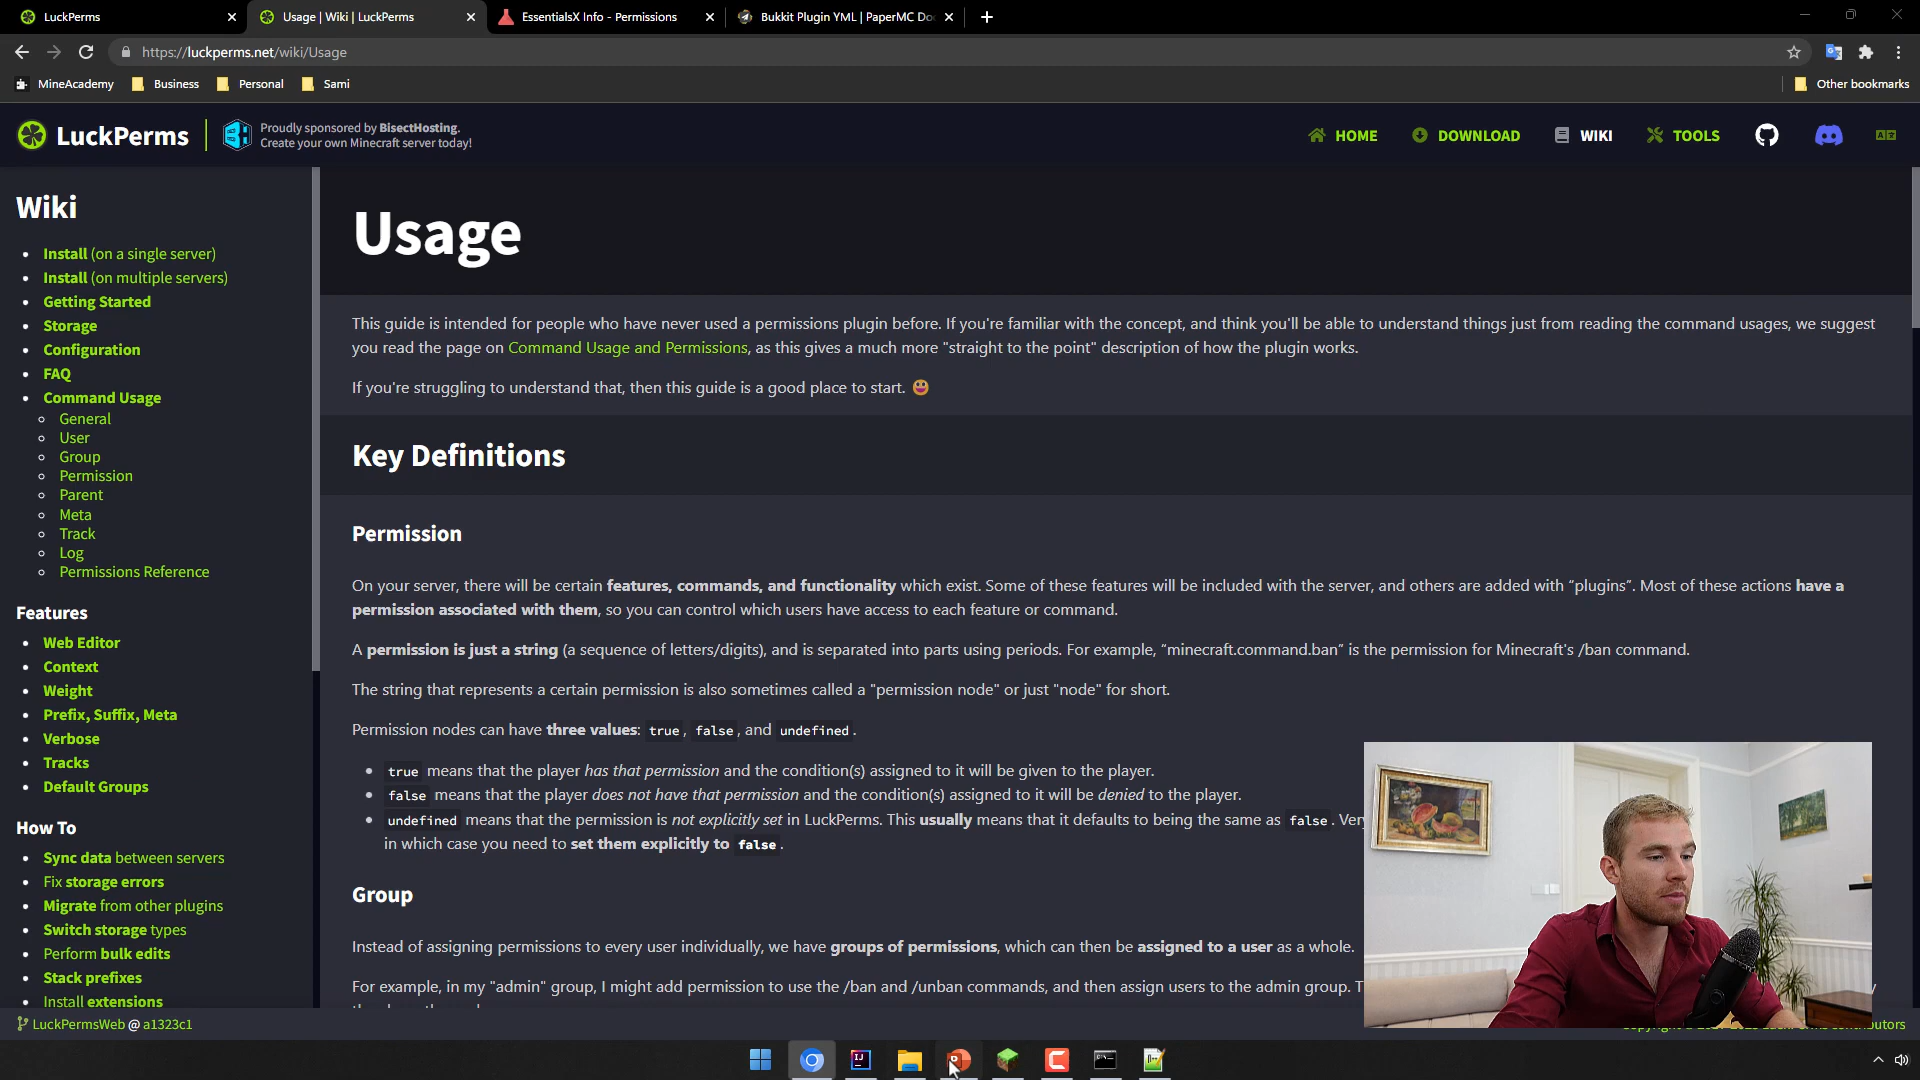 LuckPerms
Usage | Wiki | LuckPerms
EssentialsX Info - Permissions
Bukkit Plugin YML | PaperMC Do
https://luckperms.net/wiki/Usage
MineAcademy
Business
Personal
Sami
Other bookmarks
LuckPerms
Proudly sponsored by BisectHosting.
Create your own Minecraft server today!
HOME
DOWNLOAD
WIKI
TOOLS
Wiki
Install (on a single server)
Install (on multiple servers)
Getting Started
Storage
Configuration
FAQ
Command Usage
General
User
Group
Permission
Parent
Meta
Track
Log
Permissions Reference
Features
Web Editor
Context
Weight
Prefix, Suffix, Meta
Verbose
Tracks
Default Groups
How To
Sync data between servers
Fix storage errors
Migrate from other plugins
Switch storage types
Perform bulk edits
Stack prefixes
Install extensions
Usage
This guide is intended for people who have never used a permissions plugin before. If you're familiar with the concept, and think you'll be able to understand things just from reading the command usages, we suggest
you read the page on Command Usage and Permissions, as this gives a much more "straight to the point" description of how the plugin works.
If you're struggling to understand that, then this guide is a good place to start. 😃
Key Definitions
Permission
On your server, there will be certain features, commands, and functionality which exist. Some of these features will be included with the server, and others are added with “plugins”. Most of these actions have a
permission associated with them, so you can control which users have access to each feature or command.
A permission is just a string (a sequence of letters/digits), and is separated into parts using periods. For example, “minecraft.command.ban” is the permission for Minecraft's /ban command.
The string that represents a certain permission is also sometimes called a "permission node" or just "node" for short.
Permission nodes can have three values: true, false, and undefined.
true means that the player has that permission and the condition(s) assigned to it will be given to the player.
false means that the player does not have that permission and the condition(s) assigned to it will be denied to the player.
undefined means that the permission is not explicitly set in LuckPerms. This usually means that it defaults to being the same as false. Ver
in which case you need to set them explicitly to false.
Group
Instead of assigning permissions to every user individually, we have groups of permissions, which can then be assigned to a user as a whole.
For example, in my "admin" group, I might add permission to use the /ban and /unban commands, and then assign users to the admin group. T
LuckPermsWeb @ a1323c1